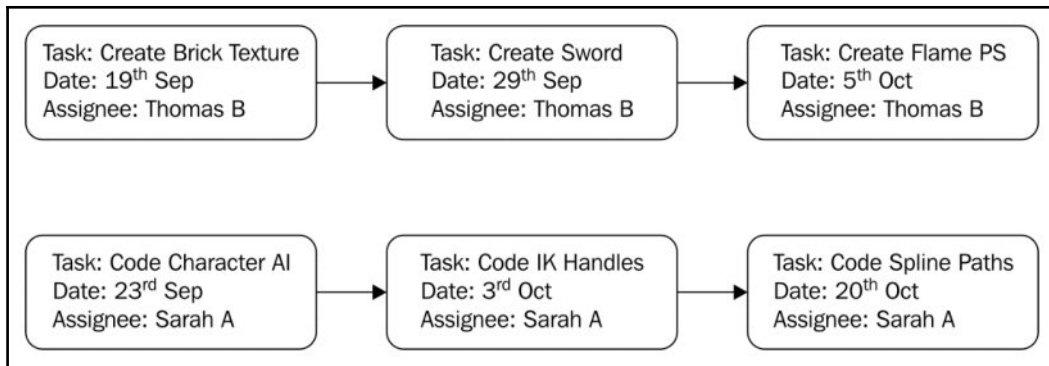 Task: Create Brick Texture
Date: 19th Sep
Assignee: Thomas B
Task: Create Sword
Date: 29th Sep
Assignee: Thomas B
Task: Create Flame PS
Date: 5th Oct
Assignee: Thomas B
Task: Code Character AI
Date: 23rd Sep
Assignee: Sarah A
Task: Code IK Handles
Date: 3rd Oct
Assignee: Sarah A
Task: Code Spline Paths
Date: 20th Oct
Assignee: Sarah A